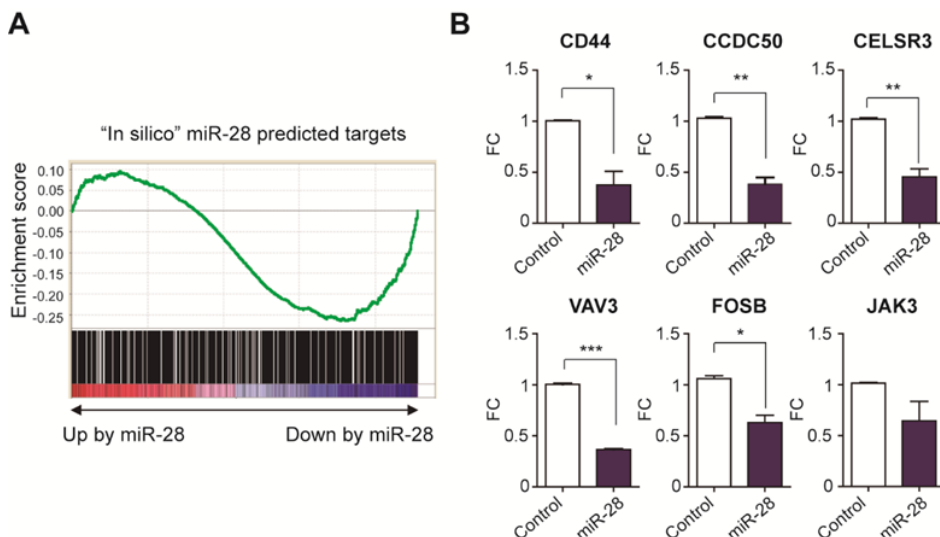 A
“In silico” miR-28 predicted targets
Enrichment score
0.10
0.05
0.00
-0.05
-0.10
-0.15
-0.20
-0.25
Up by miR-28
Down by miR-28
B
CD44
FC
1.5
1
0.5
0
*
Control
miR-28
CCDC50
FC
1.5
1
0.5
0
**
Control
miR-28
CELSR3
FC
1.5
1
0.5
0
**
Control
miR-28
VAV3
FC
1.5
1
0.5
0
***
Control
miR-28
FOSB
FC
1.5
1
0.5
0
*
Control
miR-28
JAK3
FC
1.5
1
0.5
0
Control
miR-28